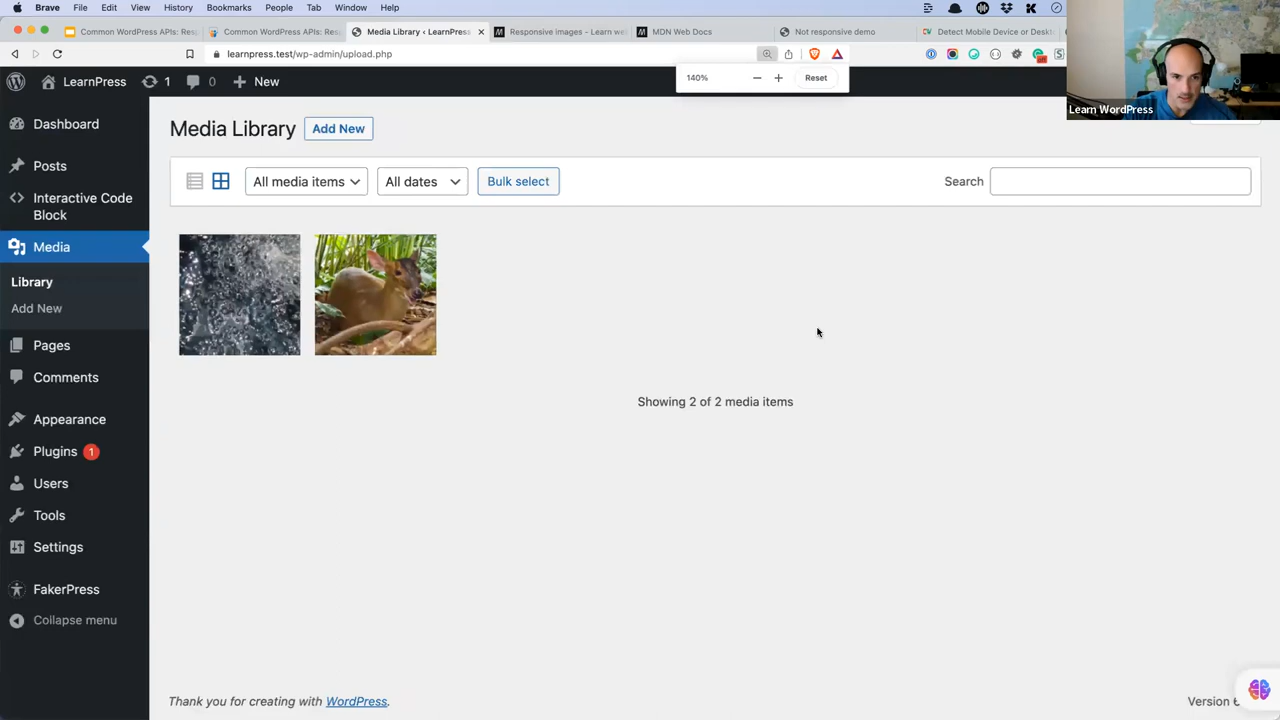 Brave File Edit View History Bookmarks People Tab Window Help
Common WordPress APIs: Res Common WordPress APIs: Res Media Library ‹ LearnPress Responsive images - Learn we MDN Web Docs Not responsive demo Detect Mobile Device or Deskt
learnpress.test/wp-admin/upload.php
140% Reset
LearnPress 1 0 New
Learn WordPress
Dashboard
Posts
Interactive Code
Block
Media
Library
Add New
Pages
Comments
Appearance
Plugins 1
Users
Tools
Settings
FakerPress
Collapse menu
Media Library Add New
All media items All dates Bulk select Search
Showing 2 of 2 media items
Thank you for creating with WordPress. Version